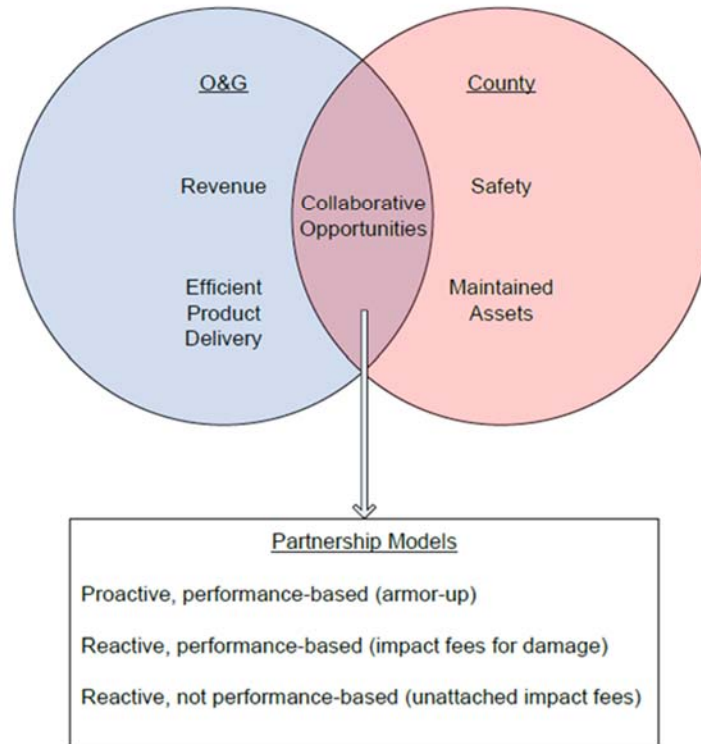 O&G
Revenue
Efficient
Product
Delivery
Collaborative
Opportunities
County
Safety
Maintained
Assets
Partnership Models
Proactive, performance-based (armor-up)
Reactive, performance-based (impact fees for damage)
Reactive, not performance-based (unattached impact fees)